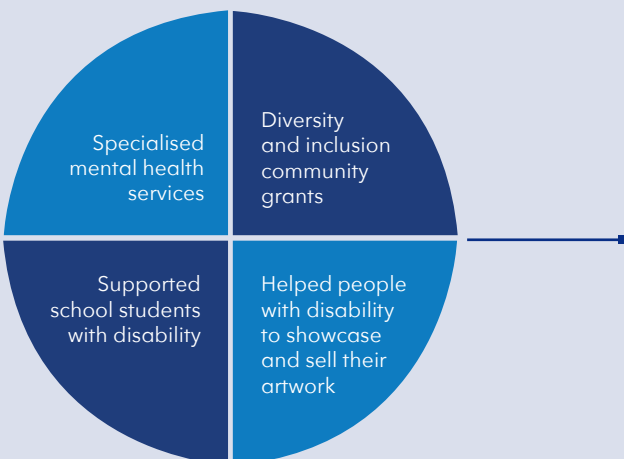 Specialised
mental health
services
Diversity
and inclusion
community
grants
Supported
school students
with disability
Helped people
with disability
to showcase
and sell their
artwork